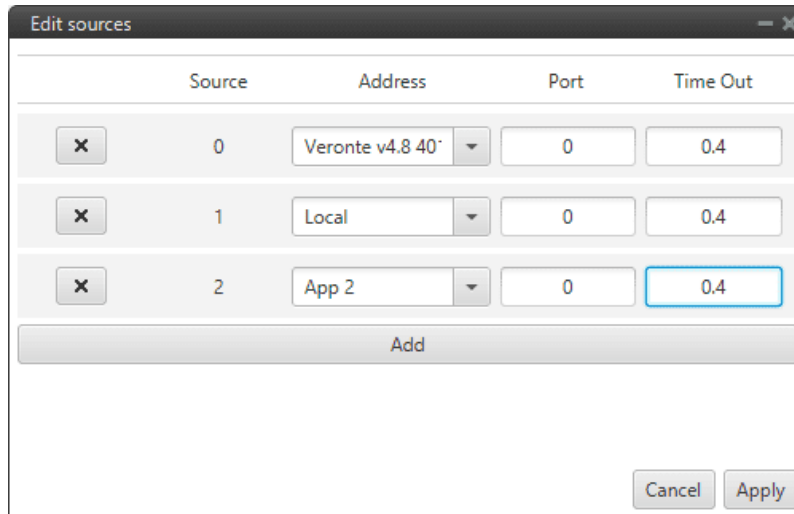 Edit sources
Source Address Port Time Out
0 Veronte v4.8 0 0.4
1 Local 0 0.4
2 App 2 0 0.4
Add
Cancel Apply